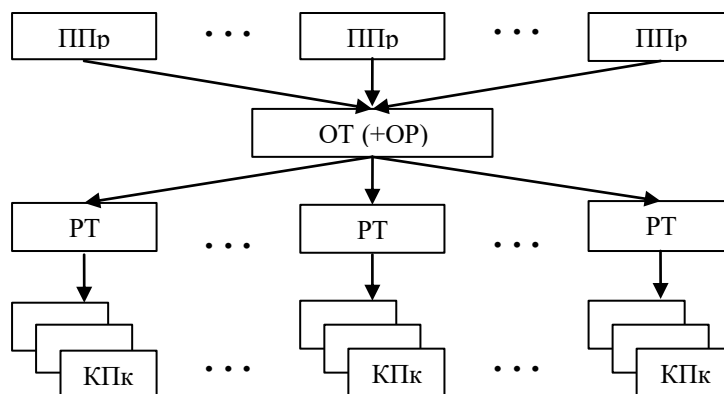 ППр ... ППр ... ППр
ОТ (+ОР)
РТ ... РТ ... РТ
КПк ... КПк ... КПк